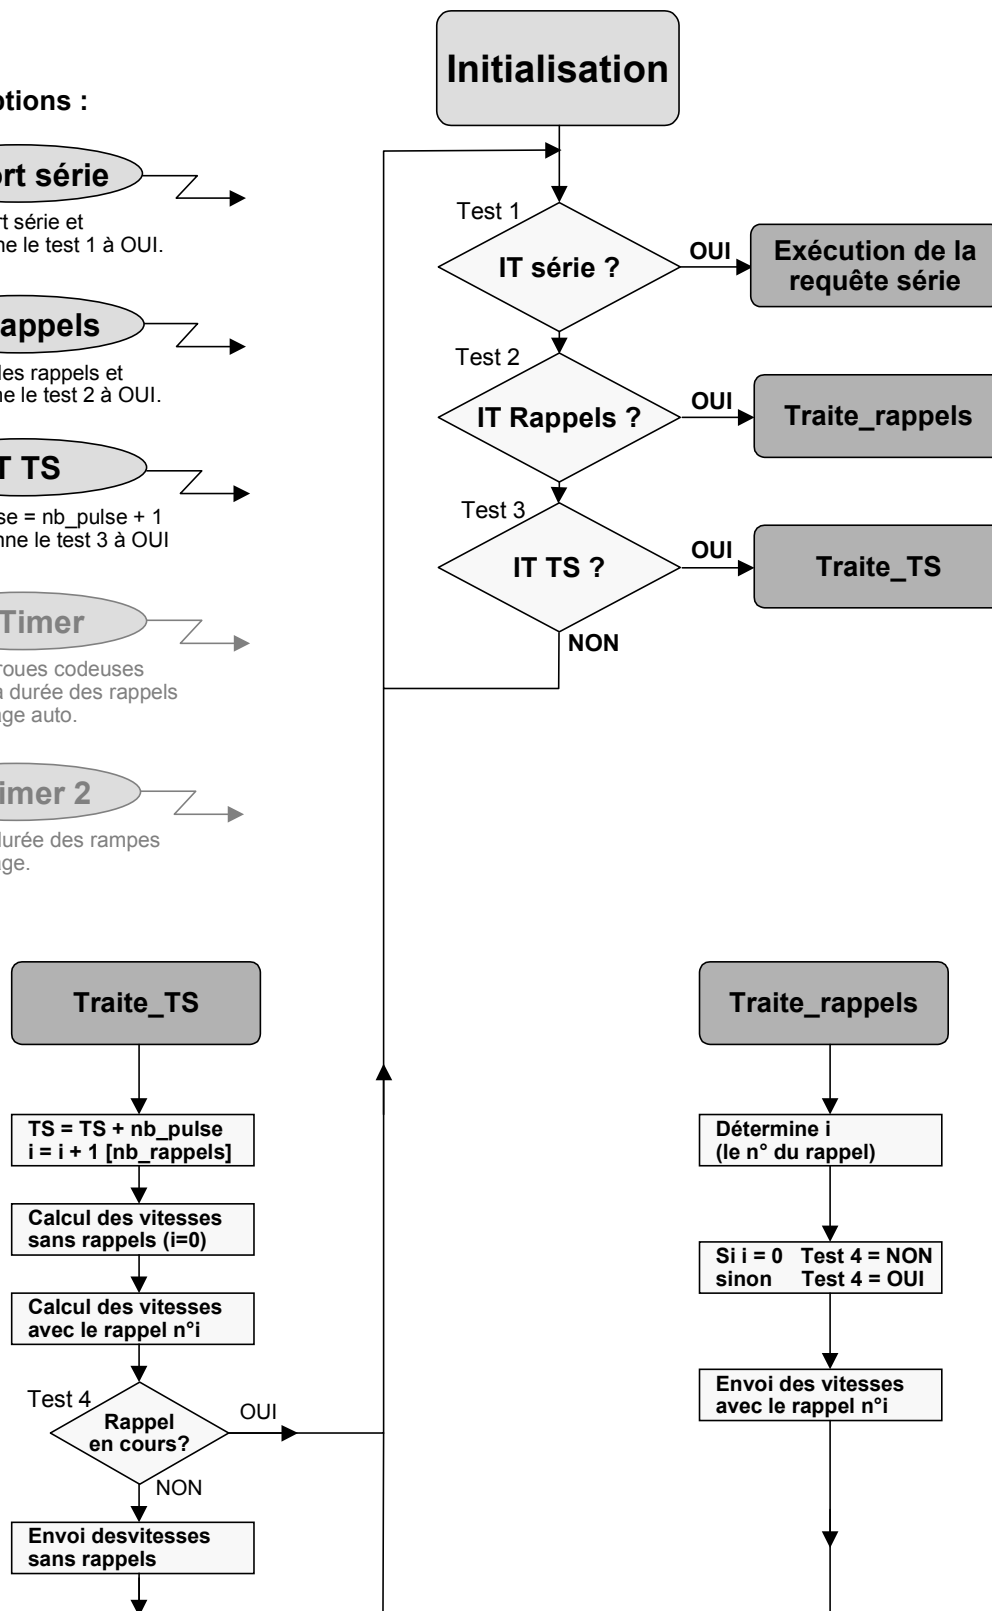 Initialisation
ptions :
rt série
rt série et
ne le test 1 à OUI.
appels
les rappels et
ne le test 2 à OUI.
T TS
se = nb_pulse + 1
nne le test 3 à OUI
Timer
roues codeuses
a durée des rappels
age auto.
imer 2
durée des rampes
age.
Test 1
IT série ?
OUI
Exécution de la
requête série
Test 2
IT Rappels ?
OUI
Traite_rappels
Test 3
IT TS ?
OUI
Traite_TS
NON
Traite_TS
TS = TS + nb_pulse
i = i + 1 [nb_rappels]
Calcul des vitesses
sans rappels (i=0)
Calcul des vitesses
avec le rappel n°i
Test 4
Rappel
en cours?
OUI
NON
Envoi desvitesses
sans rappels
Traite_rappels
Détermine i
(le n° du rappel)
Si i = 0 Test 4 = NON
sinon Test 4 = OUI
Envoi des vitesses
avec le rappel n°i